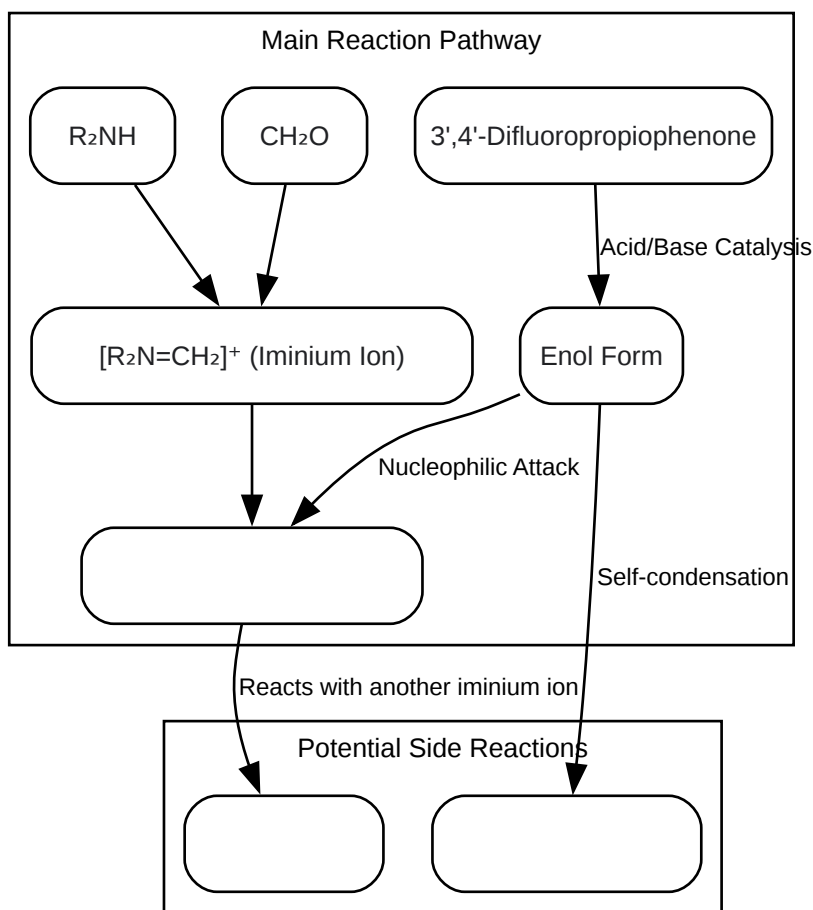 Main Reaction Pathway
R₂NH
CH₂O
3',4'-Difluoropropiophenone
Acid/Base Catalysis
[R₂N=CH₂]⁺ (Iminium Ion)
Enol Form
Nucleophilic Attack
Self-condensation
Reacts with another iminium ion
Potential Side Reactions